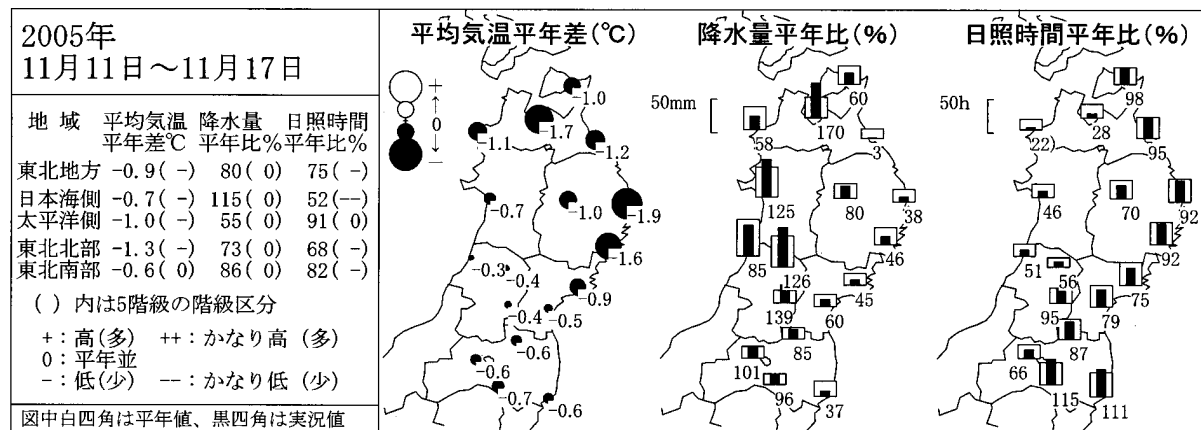 2005年
11月11日～11月17日
地域 平均気温 降水量 日照時間
平年差℃ 平年比% 平年比%
東北地方 -0.9( -) 80( 0) 75( -)
日本海側 -0.7( -) 115( 0) 52(--)
太平洋側 -1.0( -) 55( 0) 91( 0)
東北北部 -1.3( -) 73( 0) 68( -)
東北南部 -0.6( 0) 86( 0) 82( -)
( ) 内は5階級の階級区分
+：高(多) ++：かなり高 (多)
0：平年並
-：低(少) --：かなり低 (少)
図中白四角は平年値、黒四角は実況値
平均気温平年差(℃)
+
↑
0
↓
-
-1.0
-1.7
-1.1
-1.2
-0.7
-1.0
-1.9
-1.6
-0.3
-0.4
-0.9
-0.4
-0.5
-0.6
-0.6
-0.7
-0.6
降水量平年比(%)
50mm
60
170
58
3
125
80
38
85
126
46
45
139
60
85
101
96
37
日照時間平年比(%)
50h
98
28
22)
95
46
70
92
92
51
56
75
95
79
87
66
115
111